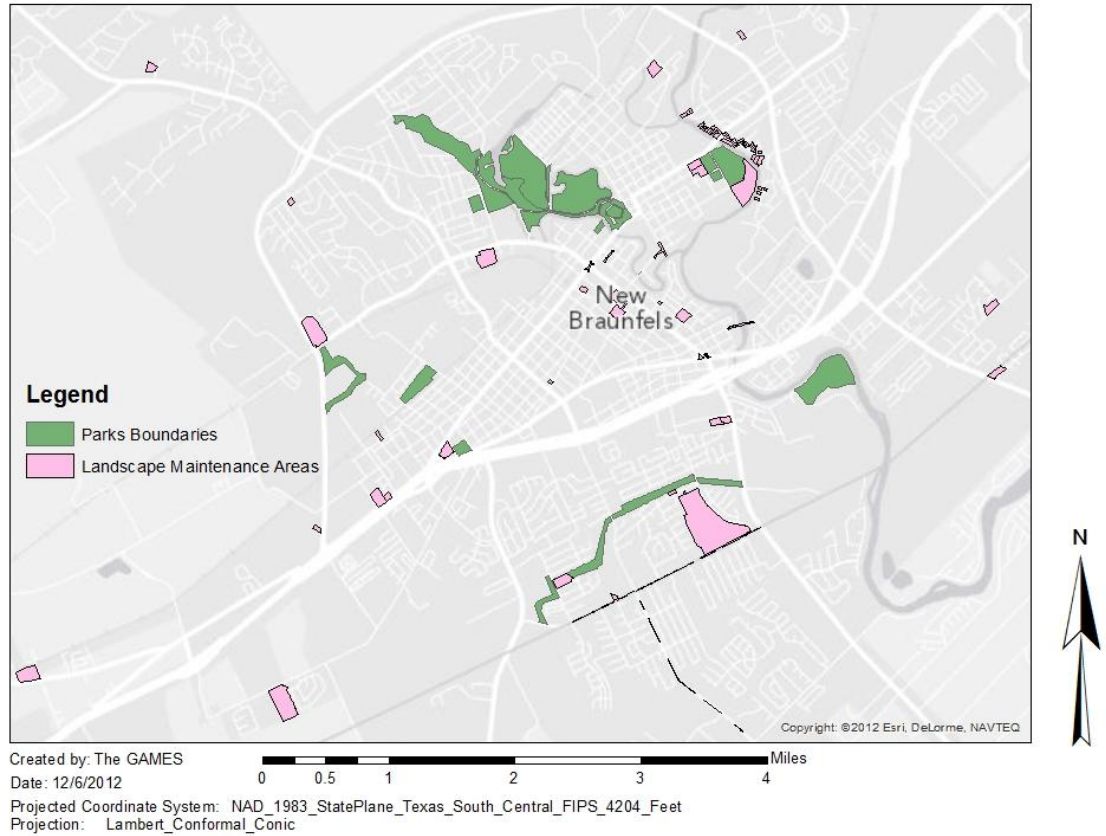 New
Braunfels
Legend
Parks Boundaries
Landscape Maintenance Areas
Copyright: ©2012 Esri, DeLorme, NAVTEQ
N
Created by: The GAMES
Date: 12/6/2012
0 0.5 1 2 3 4 Miles
Projected Coordinate System: NAD_1983_StatePlane_Texas_South_Central_FIPS_4204_Feet
Projection: Lambert_Conformal_Conic